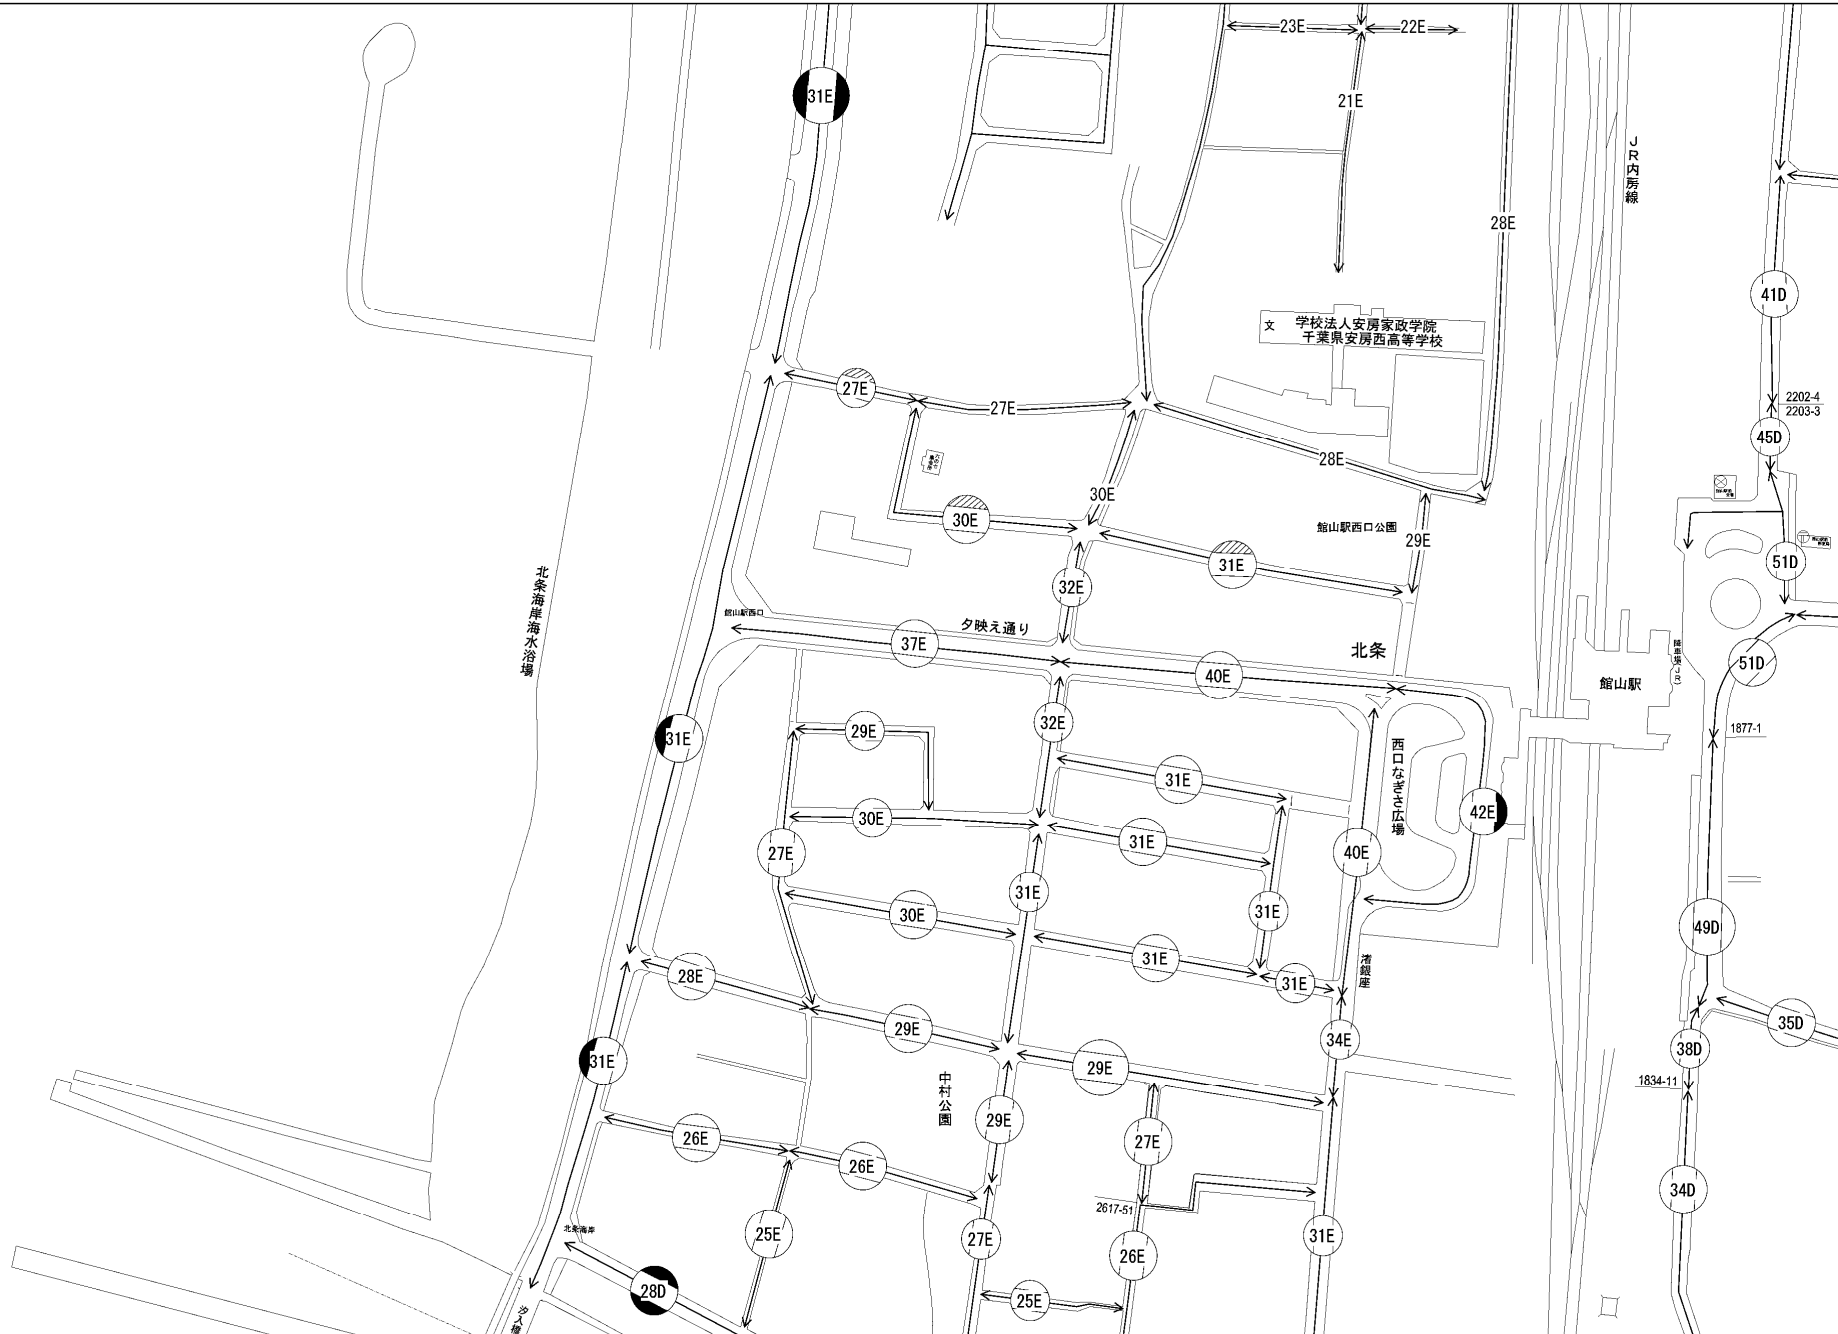 23E
22E
31E
21E
JR内房線
28E
41D
学校法人安房家政学院
千葉県安房西高等学校
文
27E
27E
2202-4
2203-3
45D
28E
30E
30E
館山駅西口公園
29E
31E
51D
32E
北条海岸海水浴場
館山駅西口
夕映え通り
37E
北条
40E
51D
館山駅
32E
29E
31E
1877-1
31E
西口なぎさ広場
30E
31E
42E
27E
40E
31E
31E
30E
49D
31E
31E
渚銀座
28E
29E
35D
34E
38D
31E
29E
1834-11
中村公園
29E
26E
27E
26E
34D
2617-51
北条海岸
25E
27E
31E
26E
28D
25E
汐入橋